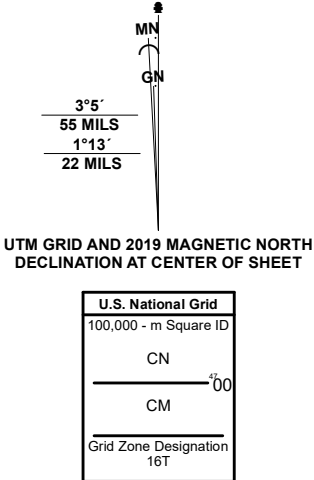 MN
GN
3°5´
55 MILS
1°13´
22 MILS
UTM GRID AND 2019 MAGNETIC NORTH
DECLINATION AT CENTER OF SHEET
U.S. National Grid
100,000 - m Square ID
CN
4700
CM
Grid Zone Designation
16T